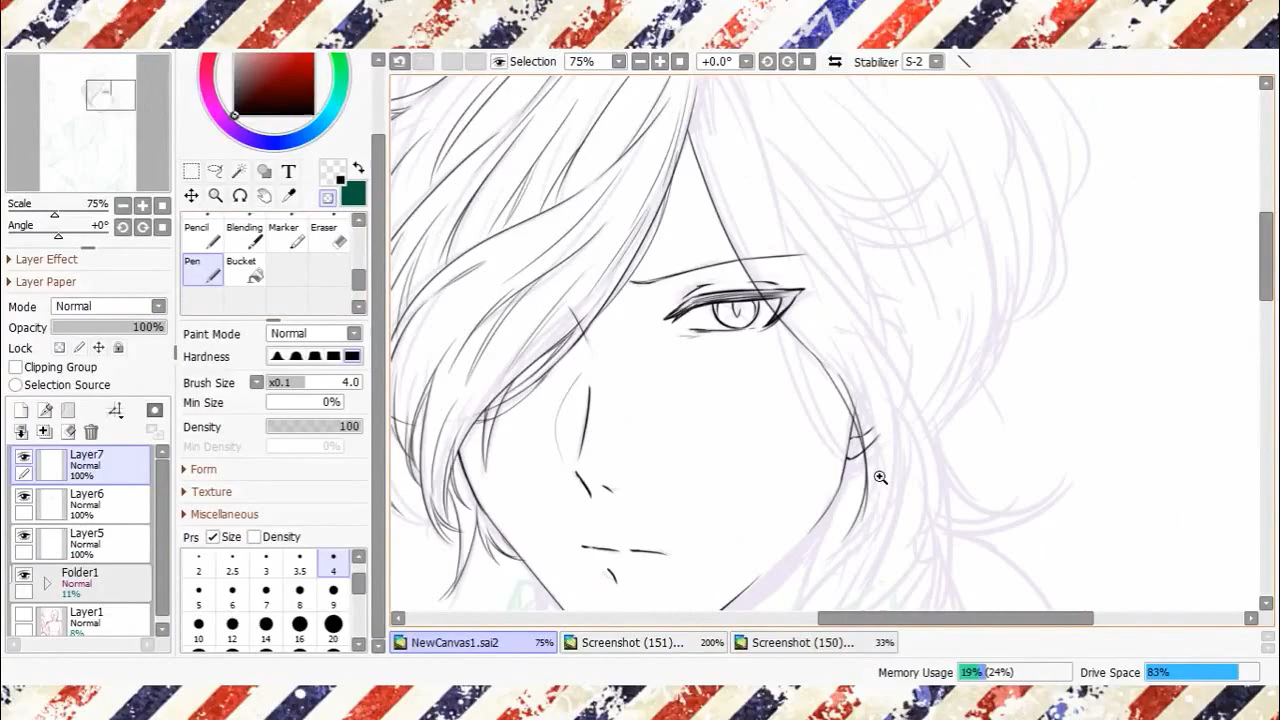 Selection 75% +0.0° Stabilizer S-2
Scale 75%
Angle +0°
Layer Effect
Layer Paper
Mode Normal
Opacity 100%
Lock
Clipping Group
Selection Source
Layer7
Normal
100%
Layer6
Normal
100%
Layer5
Normal
100%
Folder1
Normal
11%
Layer1
8%
T
Pencil Blending Marker Eraser
Pen Bucket
Paint Mode Normal
Hardness
Brush Size x0.1 4.0
Min Size 0%
Density 100
Min Density 0%
Form
Texture
Miscellaneous
Prs Size Density
2 2.5 3 3.5 4
5 6 7 8 9
10 12 14 16 20
NewCanvas1.sai2 75% Screenshot (151)... 200% Screenshot (150)... 33%
Memory Usage 19% (24%) Drive Space 83%